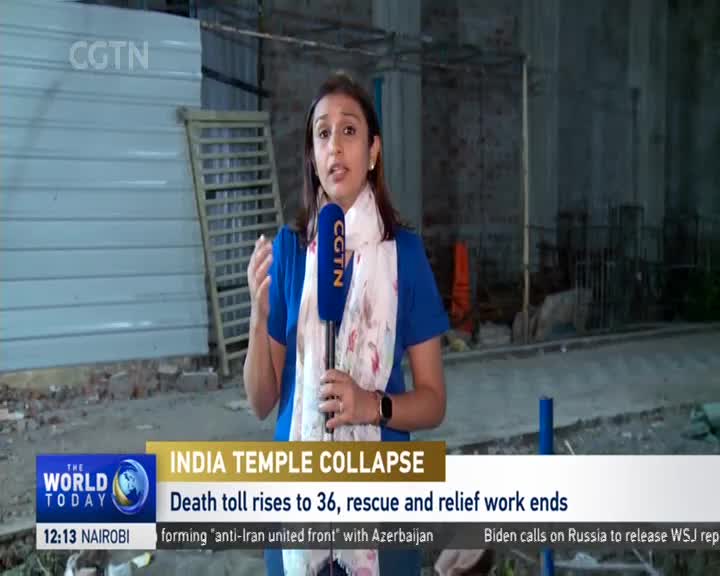 CGTN
CGTN
INDIA TEMPLE COLLAPSE
THE WORLD TODAY
Death toll rises to 36, rescue and relief work ends
12:13 NAIROBI
forming "anti-Iran united front" with Azerbaijan
Biden calls on Russia to release WSJ rep